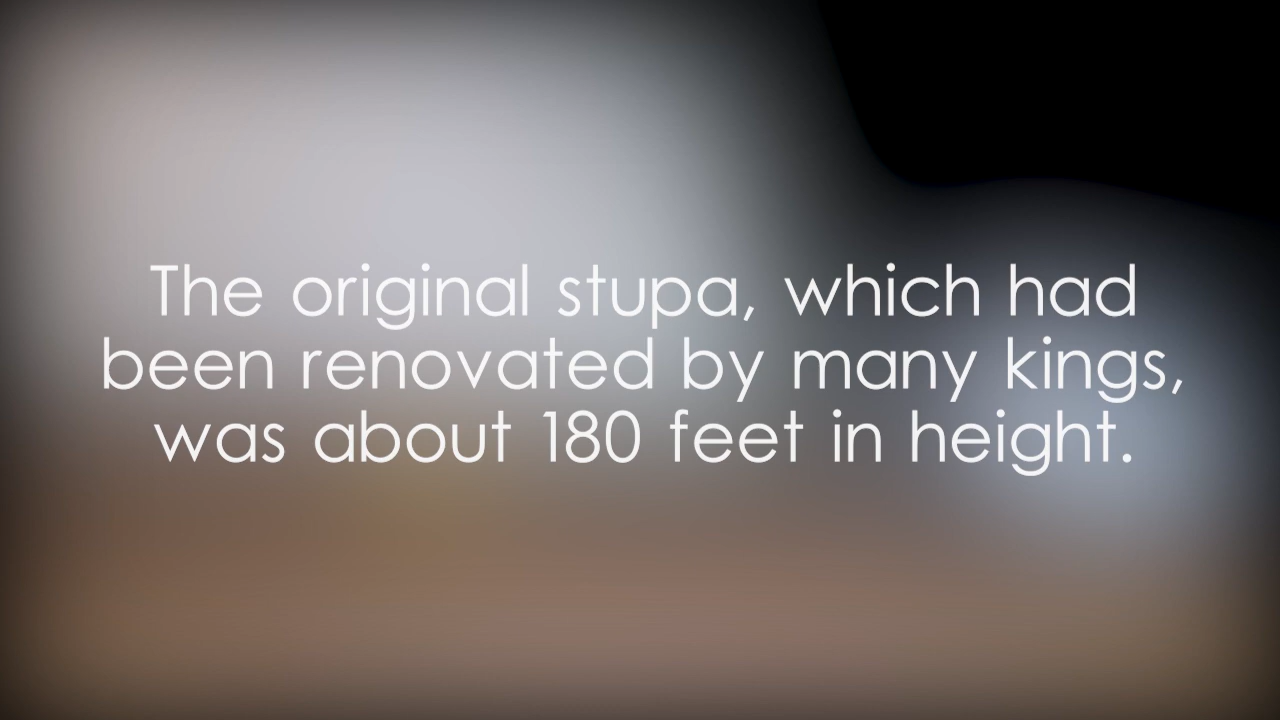 The original stupa, which had
been renovated by many kings,
was about 180 feet in height.